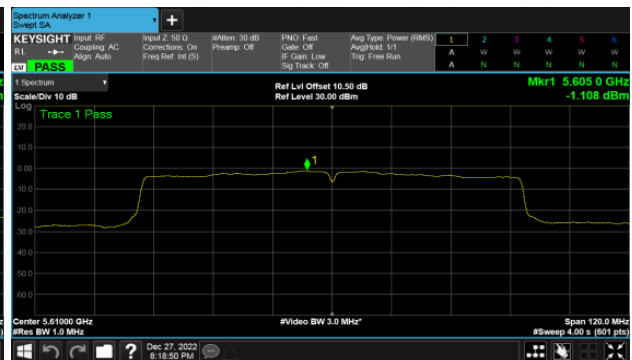 Spectrum Analyzer 1
Swept SA
+
KEYSIGHT Input: RF Input Z: 50 Ω #Atten: 30 dB PNO: Fast Avg Type: Power (RMS) 1 2 3 4 5 6
RL Coupling: AC Corrections: On Preamp: Off Gate: Off Avg|Hold: 1/1 A W W W W W
Align: Auto Freq Ref: Int (S) IF Gain: Low Trig: Free Run
PASS Sig Track: Off A N N N N N
1 Spectrum Ref Lvl Offset 10.50 dB Mkr1 5.605 0 GHz
Scale/Div 10 dB Ref Level 30.00 dBm -1.108 dBm
Log
Trace 1 Pass
20.0
10.0
1
0.00
-10.0
-20.0
-30.0
-40.0
-50.0
-60.0
Center 5.61000 GHz #Video BW 3.0 MHz* Span 120.0 MHz
#Res BW 1.0 MHz #Sweep 4.00 s (601 pts)
? Dec 27, 2022
8:18:50 PM